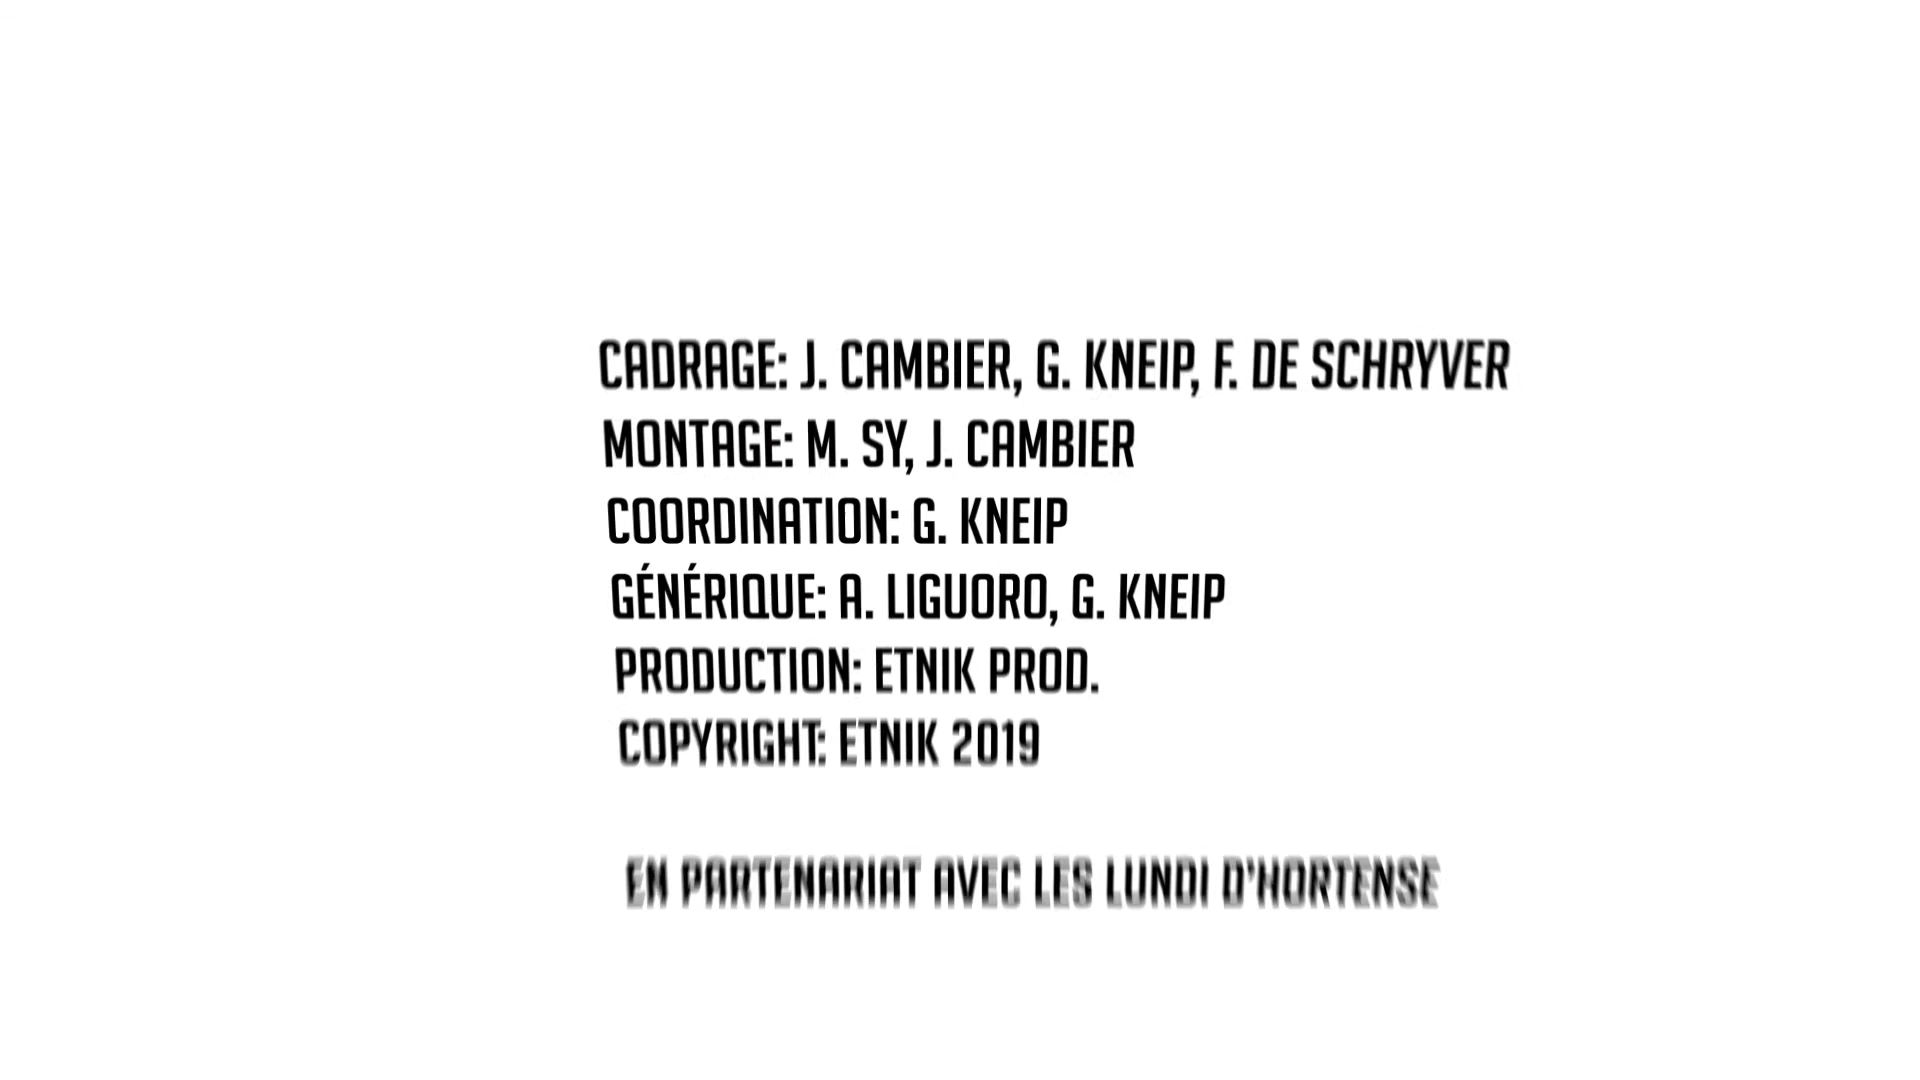 CADRAGE: J. CAMBIER, G. KNEIP, F. DE SCHRYVER
MONTAGE: M. SY, J. CAMBIER
COORDINATION: G. KNEIP
GÉNÉRIQUE: A. LIGUORO, G. KNEIP
PRODUCTION: ETNIK PROD.
COPYRIGHT: ETNIK 2019
EN PARTENARIAT AVEC LES LUNDI D'HORTENSE